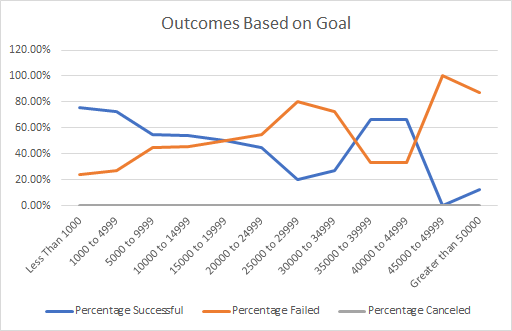 Outcomes Based on Goal
120.00%
100.00%
80.00%
60.00%
40.00%
20.00%
0.00%
Less Than 1000
1000 to 4999
5000 to 9999
10000 to 14999
15000 to 19999
20000 to 24999
25000 to 29999
30000 to 34999
35000 to 39999
40000 to 44999
45000 to 49999
Greater than 50000
Percentage Successful
Percentage Failed
Percentage Canceled